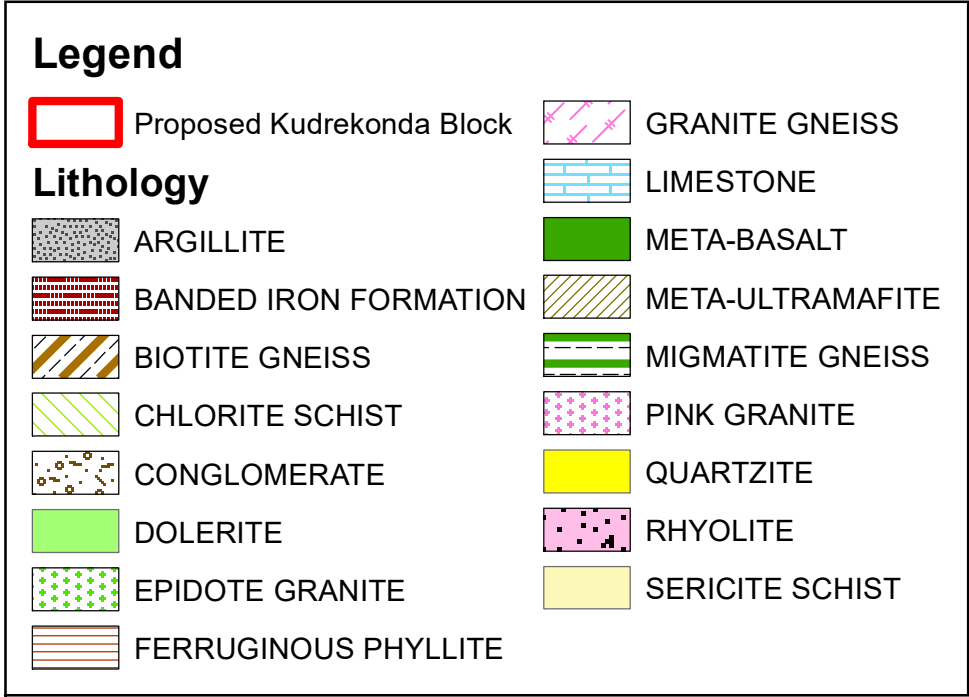 Legend
Proposed Kudrekonda Block
Lithology
ARGILLITE
BANDED IRON FORMATION
BIOTITE GNEISS
CHLORITE SCHIST
CONGLOMERATE
DOLERITE
EPIDOTE GRANITE
FERRUGINOUS PHYLLITE
GRANITE GNEISS
LIMESTONE
META-BASALT
META-ULTRAMAFITE
MIGMATITE GNEISS
PINK GRANITE
QUARTZITE
RHYOLITE
SERICITE SCHIST